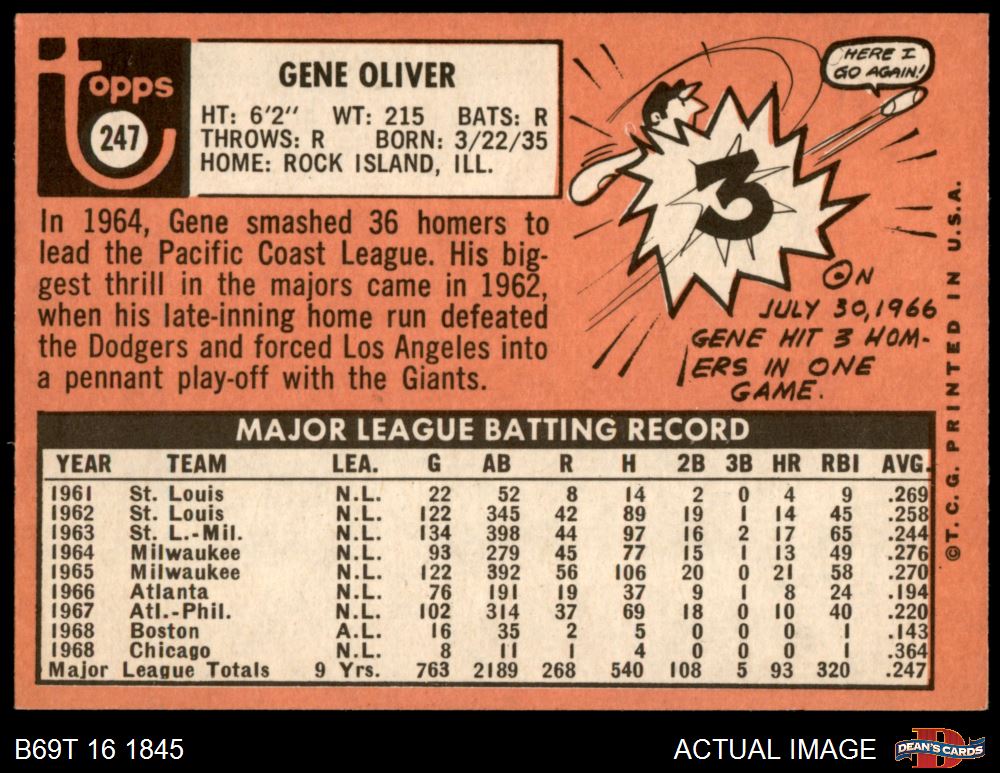 Topps
247
GENE OLIVER
HT: 6'2" WT: 215 BATS: R
THROWS: R BORN: 3/22/35
HOME: ROCK ISLAND, ILL.
In 1964, Gene smashed 36 homers to
lead the Pacific Coast League. His big-
gest thrill in the majors came in 1962,
when his late-inning home run defeated
the Dodgers and forced Los Angeles into
a pennant play-off with the Giants.
HERE I
GO AGAIN!
3
ON
JULY 30, 1966
GENE HIT 3 HOM-
ERS IN ONE
GAME.
©T. C. G. PRINTED IN U.S.A.
MAJOR LEAGUE BATTING RECORD
YEAR TEAM LEA. G AB R H 2B 3B HR RBI AVG.
1961 St. Louis N.L. 22 52 8 14 2 0 4 9 .269
1962 St. Louis N.L. 122 345 42 89 19 1 14 45 .258
1963 St. L.-Mil. N.L. 134 398 44 97 16 2 17 65 .244
1964 Milwaukee N.L. 93 279 45 77 15 1 13 49 .276
1965 Milwaukee N.L. 122 392 56 106 20 0 21 58 .270
1966 Atlanta N.L. 76 191 19 37 9 1 8 24 .194
1967 Atl.-Phil. N.L. 102 314 37 69 18 0 10 40 .220
1968 Boston A.L. 16 35 2 5 0 0 0 1 .143
1968 Chicago N.L. 8 11 1 4 0 0 0 1 .364
Major League Totals 9 Yrs. 763 2189 268 540 108 5 93 320 .247
B69T 16 1845
ACTUAL IMAGE
D
DEAN'S CARDS